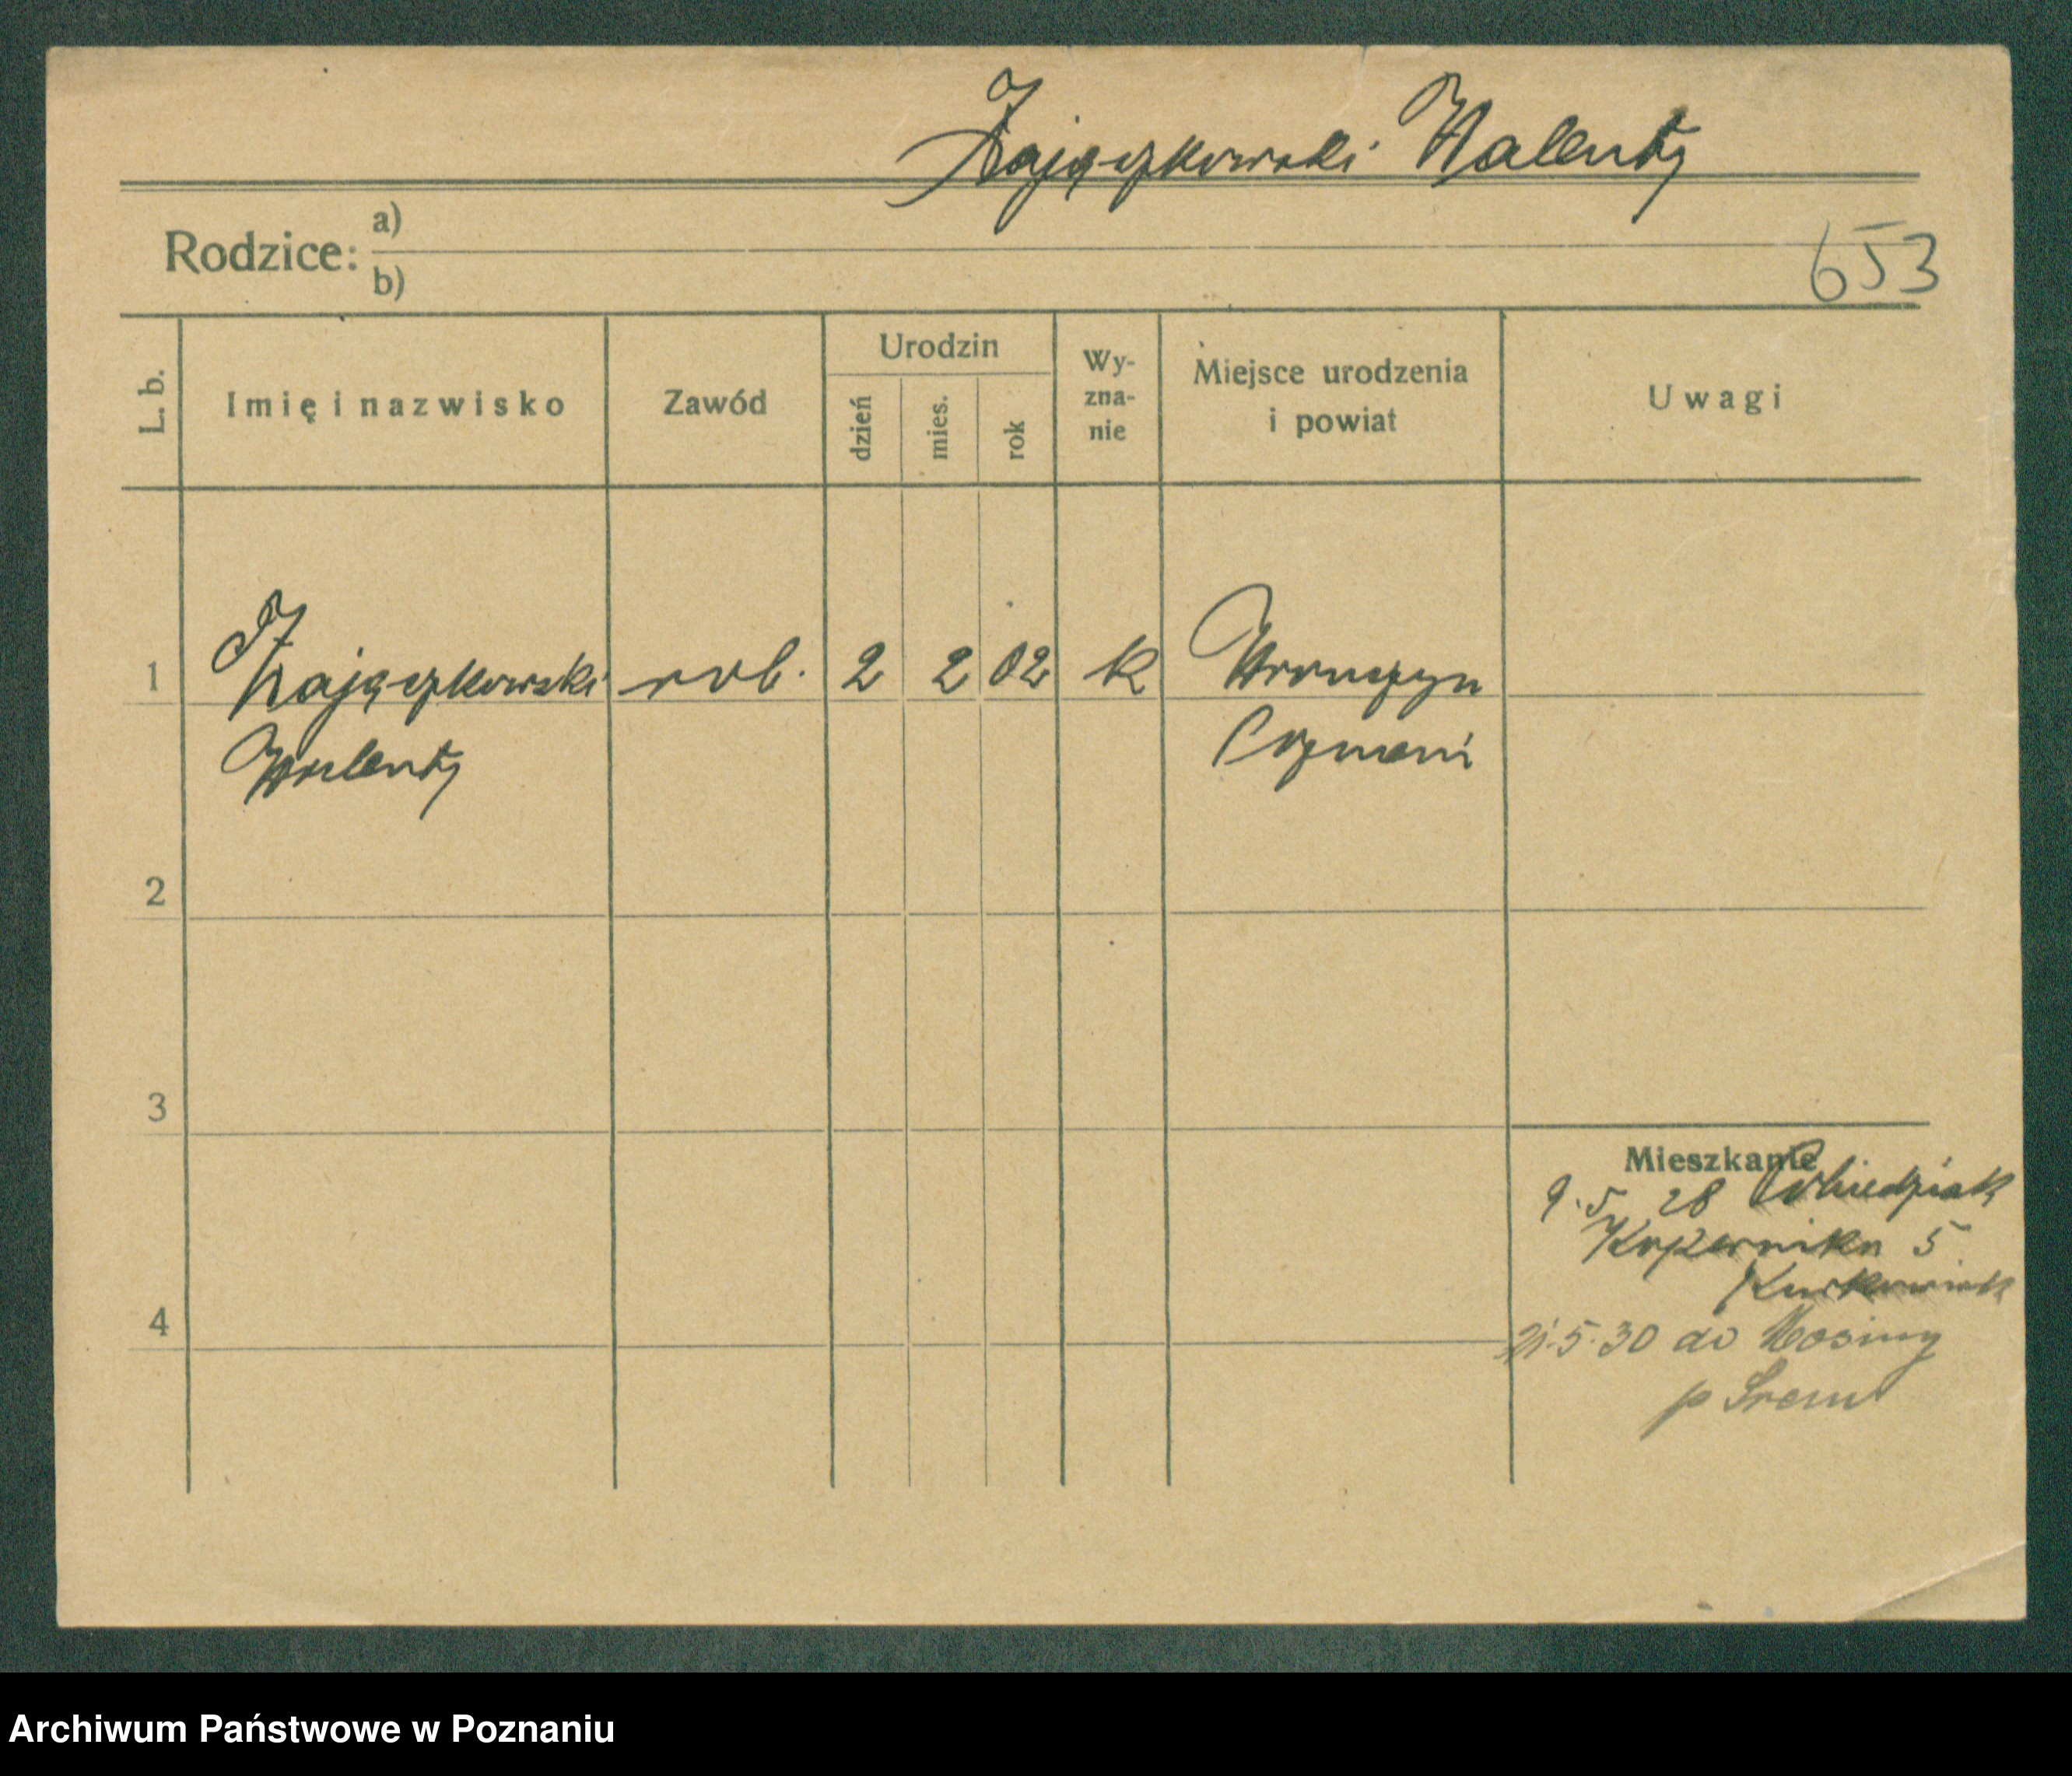 Zajączkowski Walenty
Rodzice: a)
b)
653
L. b.
Imię i nazwisko
Zawód
Urodzin
dzień
mies.
rok
Wy-
zna-
nie
Miejsce urodzenia
i powiat
Uwagi
1 Zajączkowski rob. 2 2 02 k Wronczyn
Walenty Poznań
2
3
Mieszkanie
9.5 28
Kopernika 5
4
21.5.30 do Mosiny
p Śrem
Archiwum Państwowe w Poznaniu